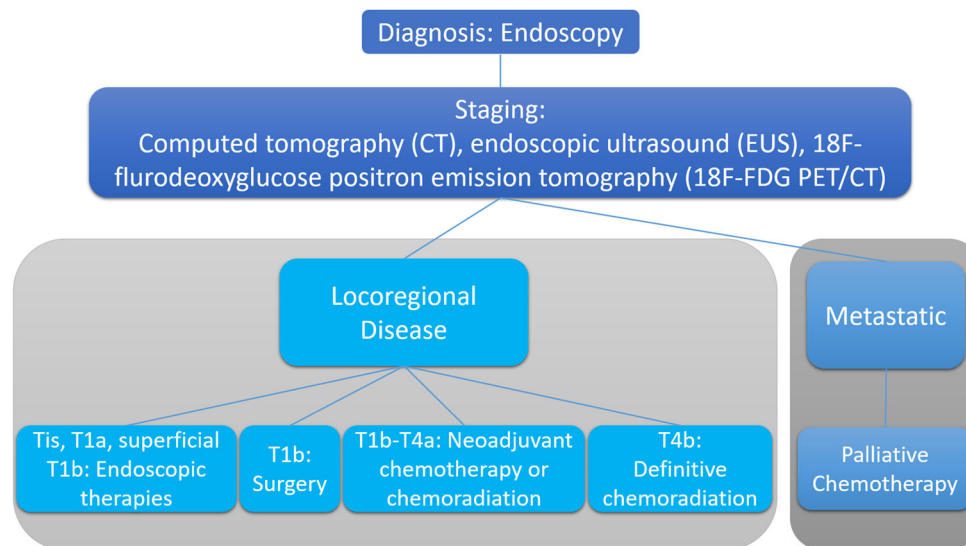 Diagnosis: Endoscopy
Staging:
Computed tomography (CT), endoscopic ultrasound (EUS), 18F-
flurodeoxyglucose positron emission tomography (18F-FDG PET/CT)
Locoregional
Disease
Metastatic
Tis, T1a, superficial
T1b: Endoscopic
therapies
T1b:
Surgery
T1b-T4a: Neoadjuvant
chemotherapy or
chemoradiation
T4b:
Definitive
chemoradiation
Palliative
Chemotherapy